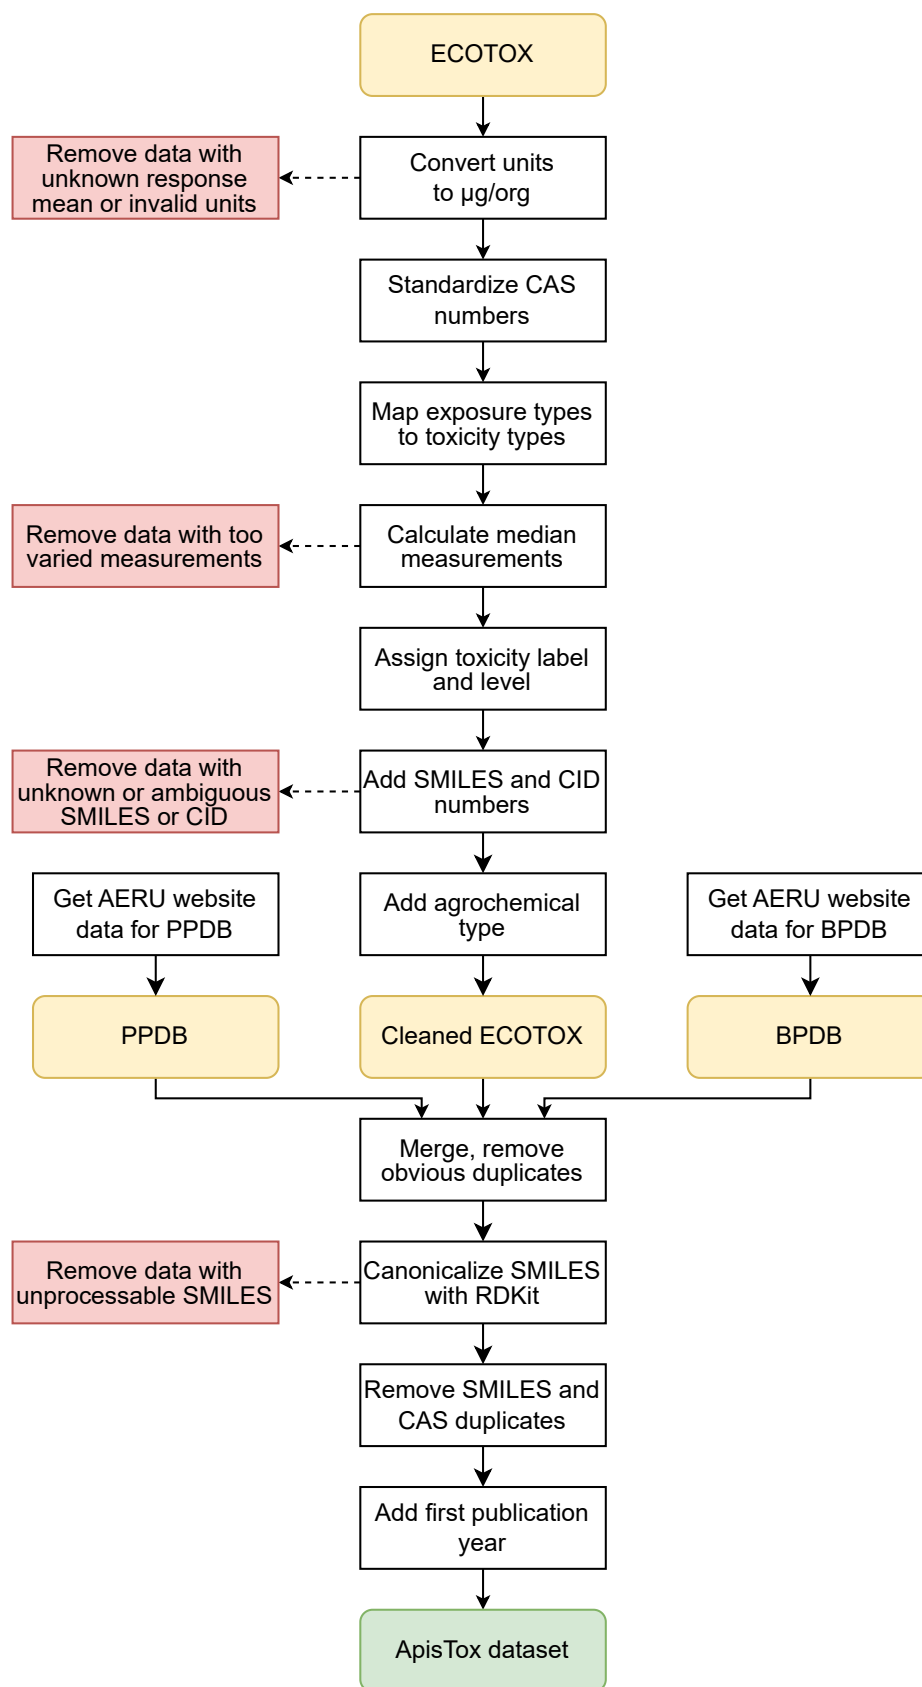 ECOTOX
Remove data with
unknown response
mean or invalid units
Convert units
to µg/org
Standardize CAS
numbers
Map exposure types
to toxicity types
Remove data with too
varied measurements
Calculate median
measurements
Assign toxicity label
and level
Remove data with
unknown or ambiguous
SMILES or CID
Add SMILES and CID
numbers
Get AERU website
data for PPDB
Add agrochemical
type
Get AERU website
data for BPDB
PPDB
Cleaned ECOTOX
BPDB
Merge, remove
obvious duplicates
Remove data with
unprocessable SMILES
Canonicalize SMILES
with RDKit
Remove SMILES and
CAS duplicates
Add first publication
year
ApisTox dataset